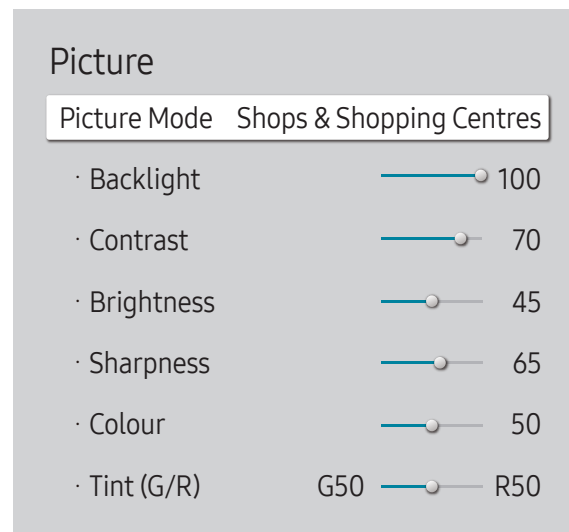 Picture
Picture Mode Shops & Shopping Centres
· Backlight 100
· Contrast 70
· Brightness 45
· Sharpness 65
· Colour 50
· Tint (G/R) G50 R50